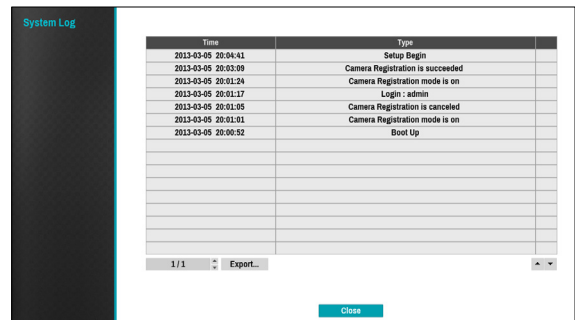 System Log
Time Type
2013-03-05 20:04:41 Setup Begin
2013-03-05 20:03:09 Camera Registration is succeeded
2013-03-05 20:01:24 Camera Registration mode is on
2013-03-05 20:01:17 Login : admin
2013-03-05 20:01:05 Camera Registration is canceled
2013-03-05 20:01:01 Camera Registration mode is on
2013-03-05 20:00:52 Boot Up
1 / 1 Export...
Close